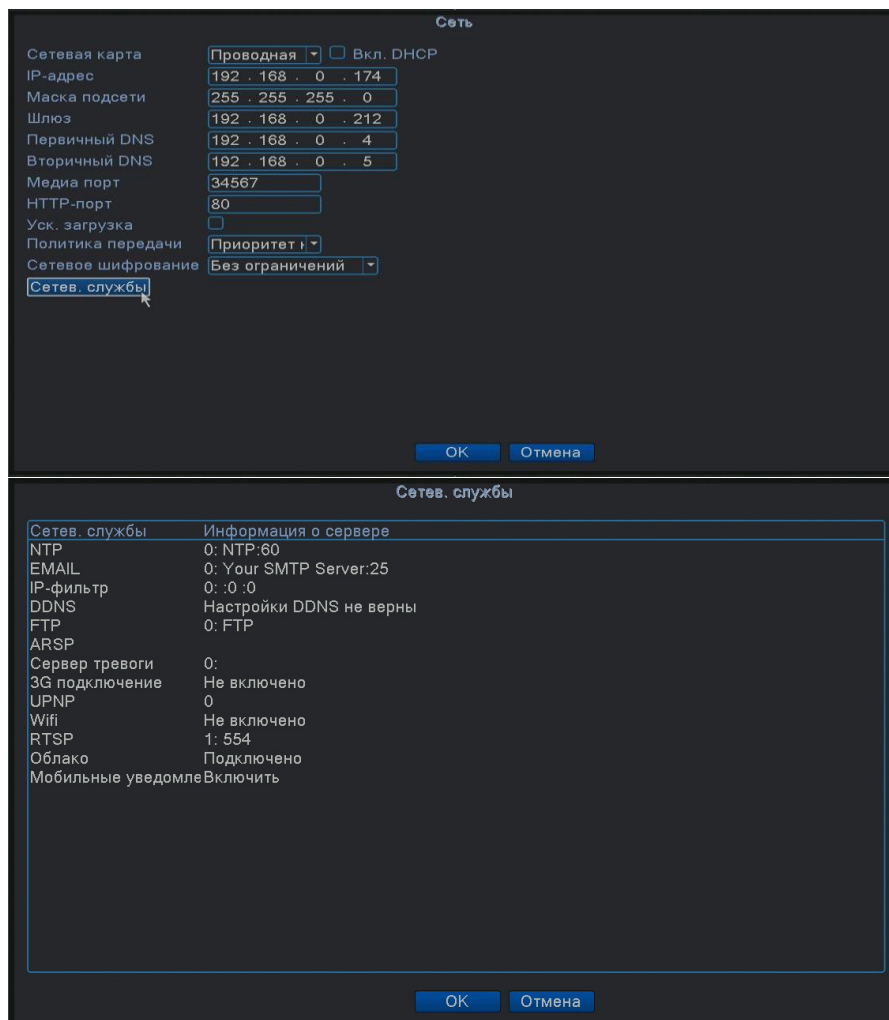 Сеть
Сетевая карта Проводная Вкл. DHCP
IP-адрес 192 . 168 . 0 . 174
Маска подсети 255 . 255 . 255 . 0
Шлюз 192 . 168 . 0 . 212
Первичный DNS 192 . 168 . 0 . 4
Вторичный DNS 192 . 168 . 0 . 5
Медиа порт 34567
HTTP-порт 80
Уск. загрузка
Политика передачи Приоритет
Сетевое шифрование Без ограничений
Сетев. службы
OK Отмена
Сетев. службы
Сетев. службы Информация о сервере
NTP 0: NTP:60
EMAIL 0: Your SMTP Server:25
IP-фильтр 0: :0 :0
DDNS Настройки DDNS не верны
FTP 0: FTP
ARSP
Сервер тревоги 0:
3G подключение Не включено
UPNP 0
Wifi Не включено
RTSP 1: 554
Облако Подключено
Мобильные уведомле Включить
OK Отмена